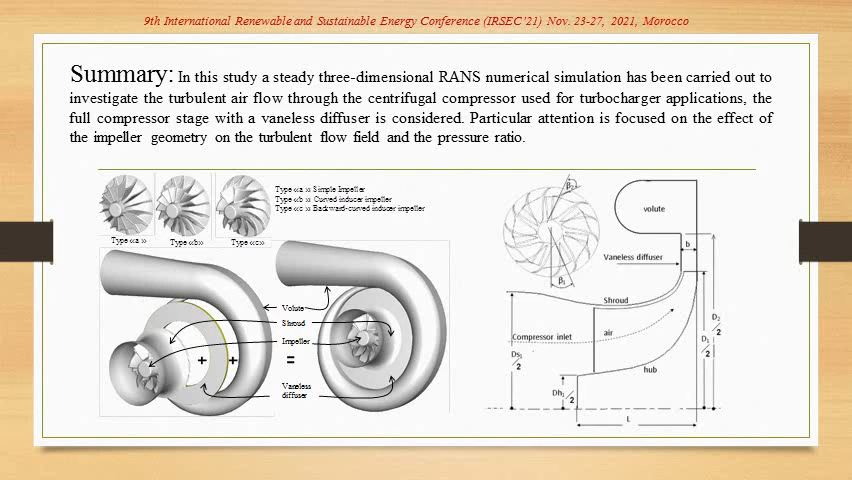 9th International Renewable and Sustainable Energy Conference (IRSEC'21) Nov. 23-27, 2021, Morocco
Summary: In this study a steady three-dimensional RANS numerical simulation has been carried out to
investigate the turbulent air flow through the centrifugal compressor used for turbocharger applications, the
full compressor stage with a vaneless diffuser is considered. Particular attention is focused on the effect of
the impeller geometry on the turbulent flow field and the pressure ratio.
Type «a » Simple Impeller
Type «b » Curved inducer impeller
Type «c » Backward-curved inducer impeller
Type «a »
Type «b»
Type «c»
Volute
Shroud
Impeller
+ + =
Vaneless
diffuser
β2
β1
volute
b
Vaneless diffuser
Shroud
air
Compressor inlet
hub
Ds1/2
Dh1/2
D1/2
D2/2
L